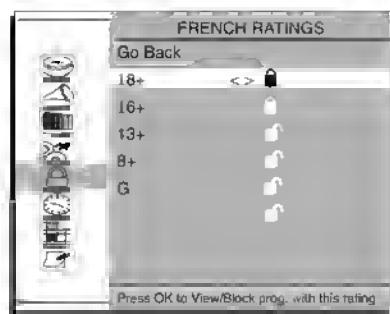 FRENCH RATINGS
Go Back
18+ < >
16+
13+
8+
G
Press OK to View/Block prog. with this rating